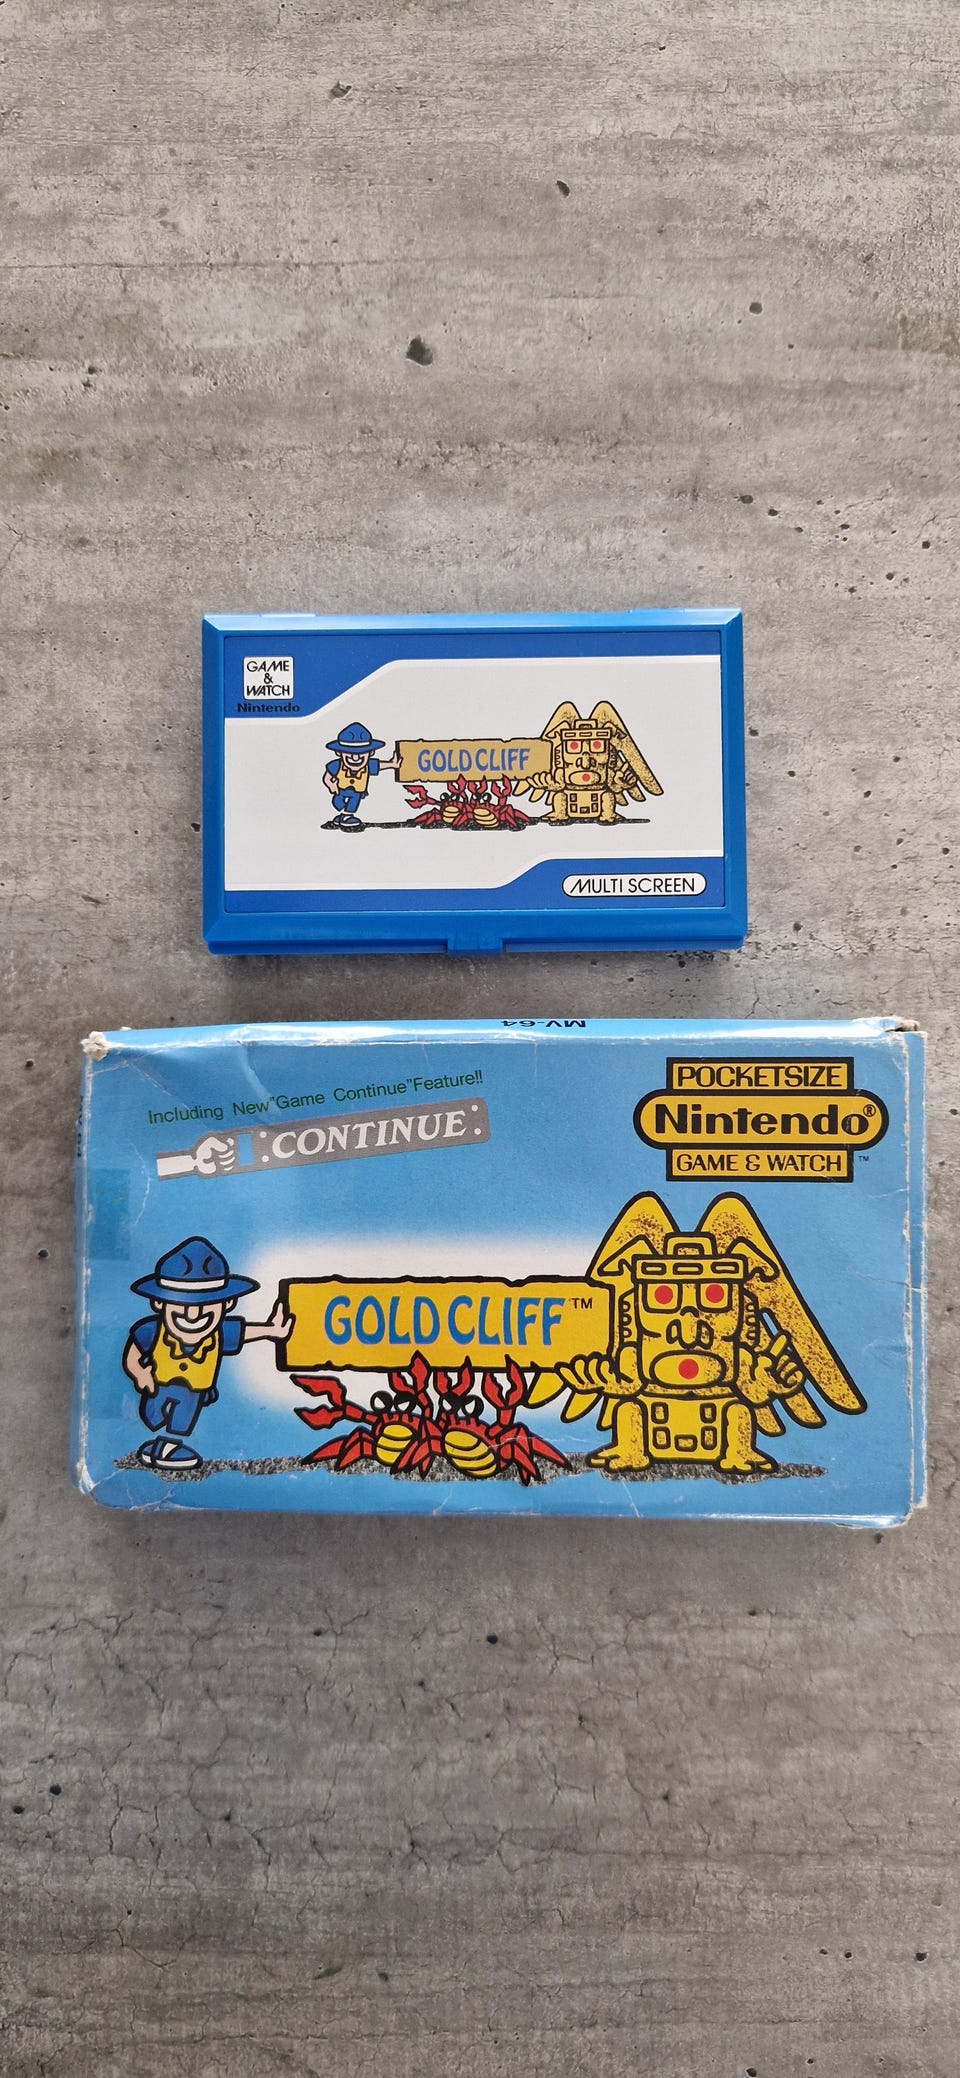 GAME
&
WATCH
Nintendo
GOLD CLIFF
MULTI SCREEN
MV-64
Including New"Game Continue"Feature!!
:CONTINUE:
POCKETSIZE
Nintendo®
GAME & WATCH™
GOLD CLIFF™